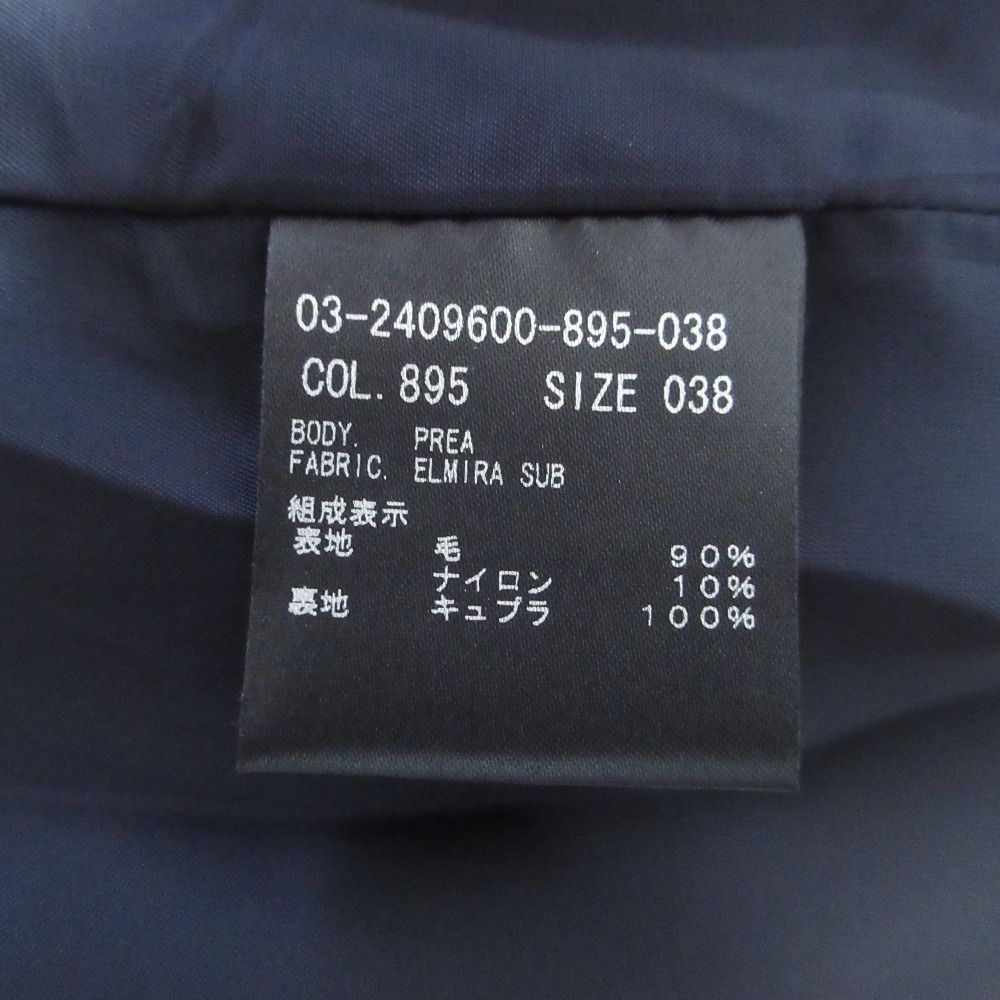 03-2409600-895-038
COL. 895 SIZE 038
BODY. PREA
FABRIC. ELMIRA SUB
組成表示
表地 毛 90%
ナイロン 10%
裏地 キュプラ 100%